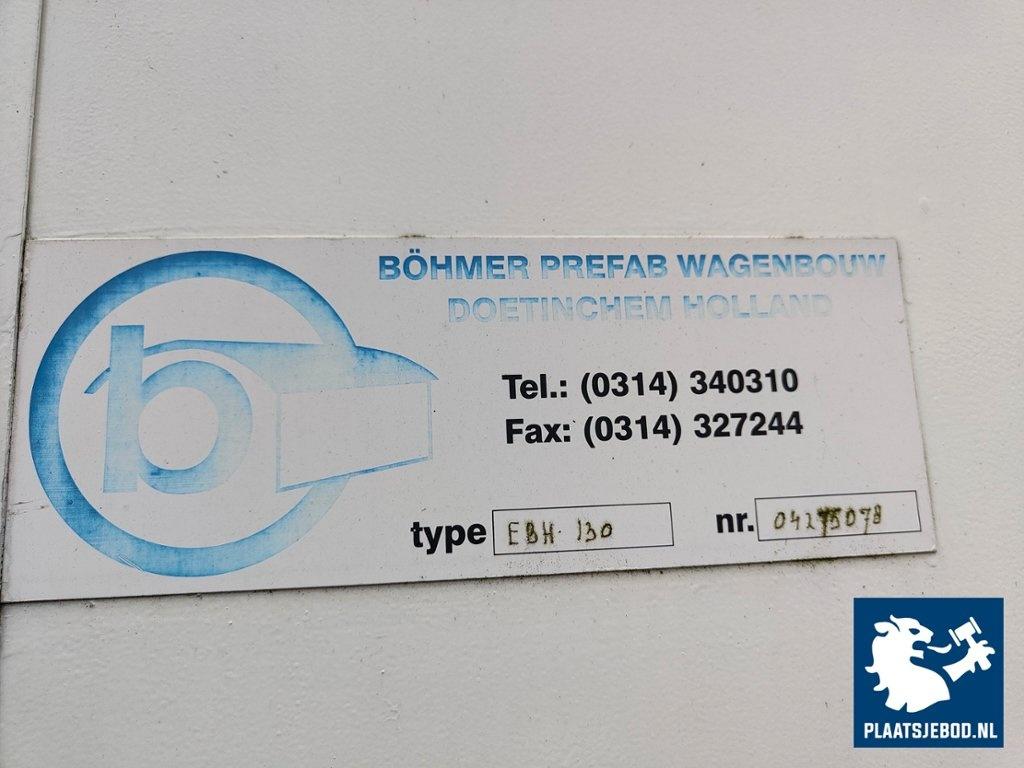 b
BÖHMER PREFAB WAGENBOUW
DOETINCHEM HOLLAND
Tel.: (0314) 340310
Fax: (0314) 327244
type EBH-130 nr.
PLAATSJEBOD.NL